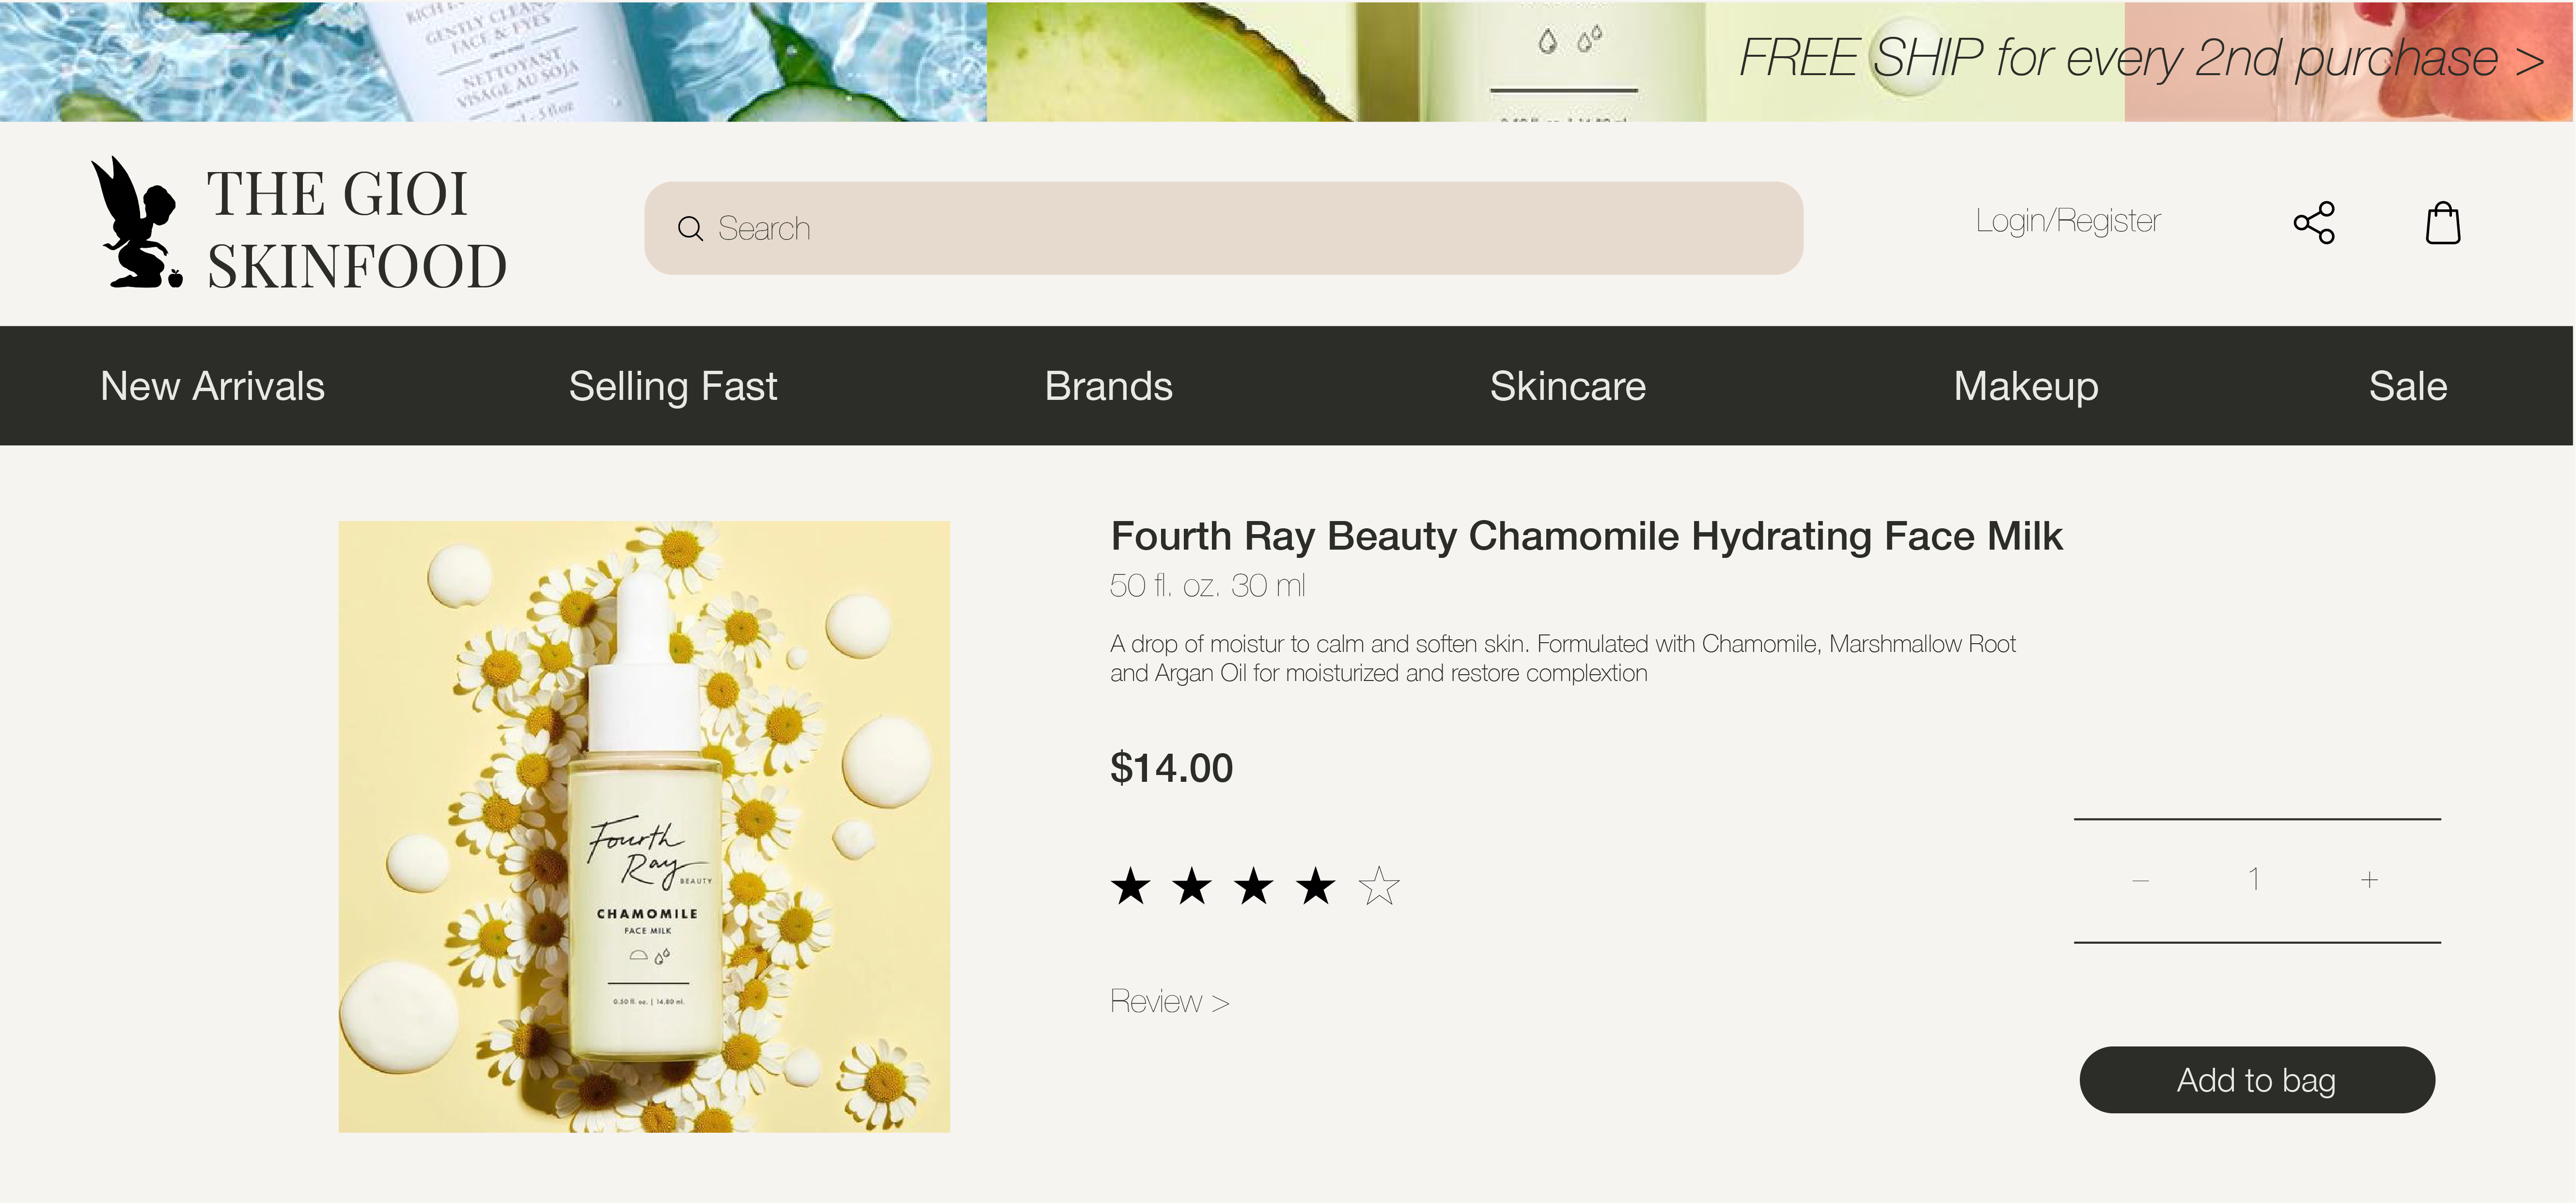 GENTLY CLEAN
FACE & EYES
NETTOYANT
VISAGE AU SOJA
FREE SHIP for every 2nd purchase >
THE GIOI
SKINFOOD
Search
Login/Register
New Arrivals
Selling Fast
Brands
Skincare
Makeup
Sale
Fourth Ray Beauty Chamomile Hydrating Face Milk
50 fl. oz. 30 ml
A drop of moistur to calm and soften skin. Formulated with Chamomile, Marshmallow Root
and Argan Oil for moisturized and restore complextion
$14.00
Review >
− 1 +
Add to bag
Fourth
Ray
BEAUTY
CHAMOMILE
FACE MILK
0.50 fl. oz. | 14.80 ml.